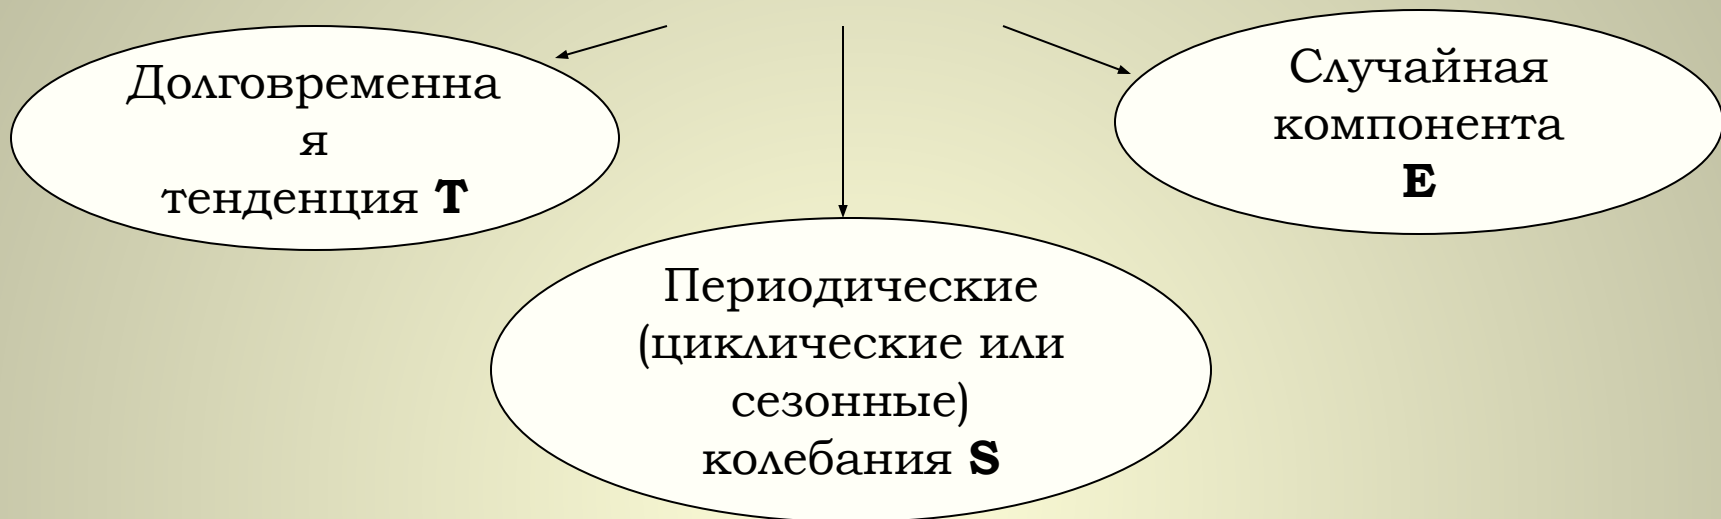 Долговременна
я
тенденция T
Периодические
(циклические или
сезонные)
колебания S
Случайная
компонента
E